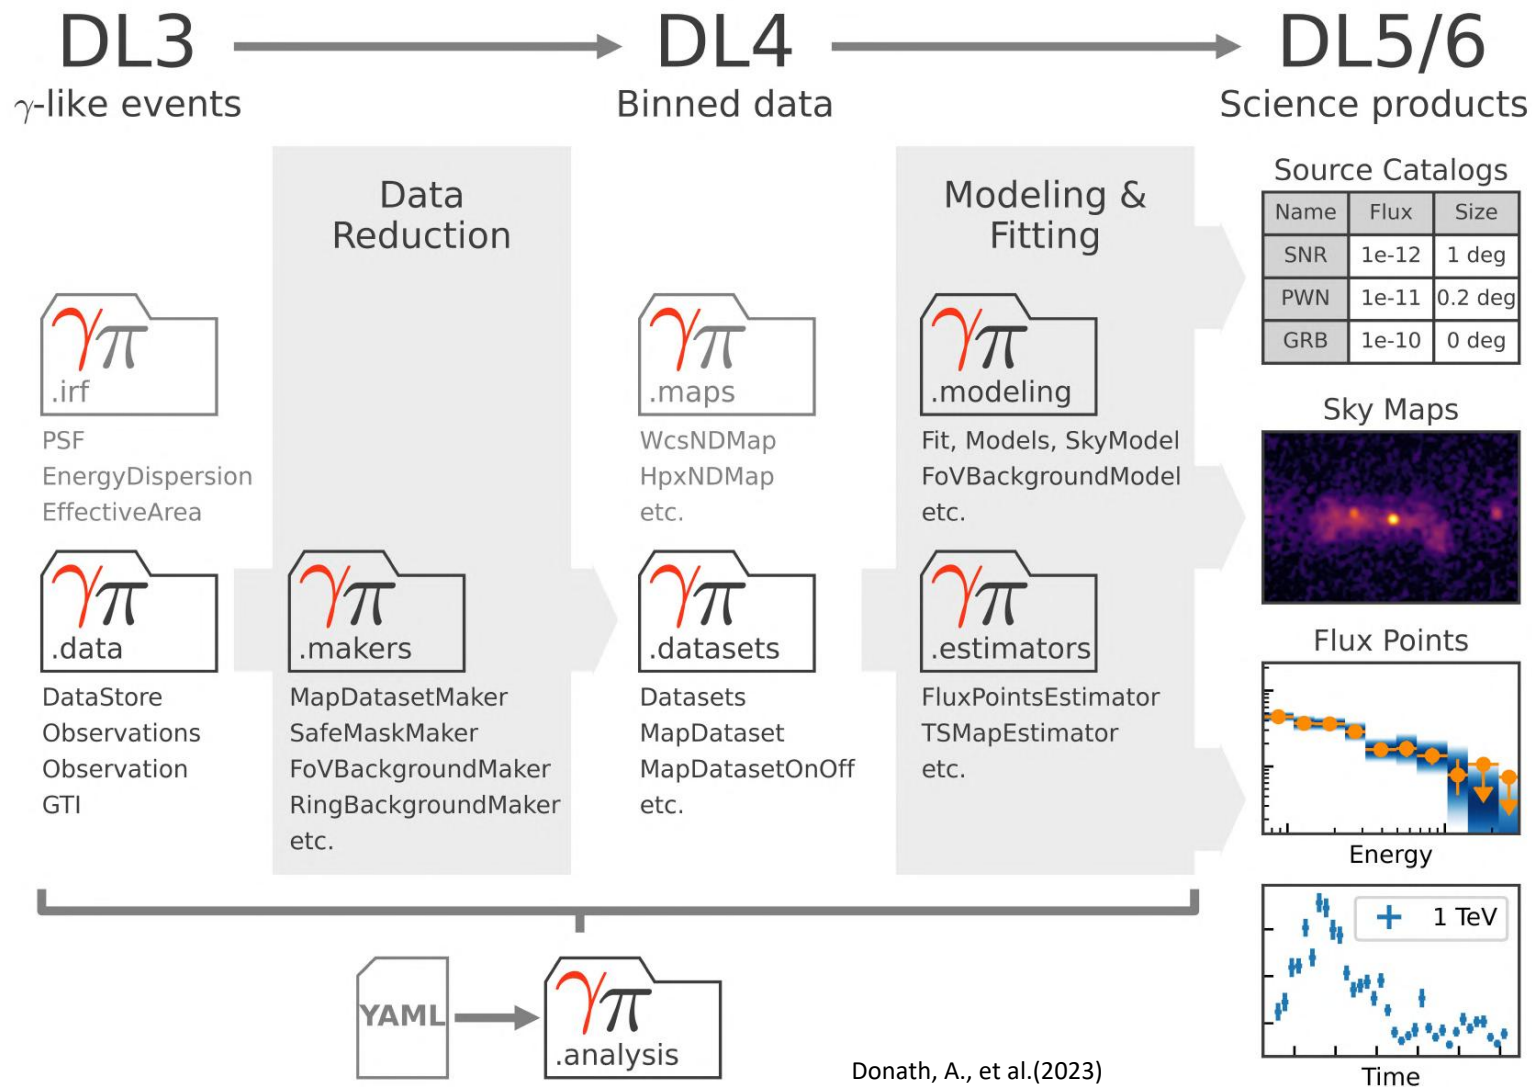 DL3
γ-like events
DL4
Binned data
DL5/6
Science products
Data
Reduction
Modeling &
Fitting
γπ
.irf
PSF
EnergyDispersion
EffectiveArea
γπ
.data
DataStore
Observations
Observation
GTI
γπ
.makers
MapDatasetMaker
SafeMaskMaker
FoVBackgroundMaker
RingBackgroundMaker
etc.
γπ
.maps
WcsNDMap
HpxNDMap
etc.
γπ
.datasets
Datasets
MapDataset
MapDatasetOnOff
etc.
γπ
.modeling
Fit, Models, SkyModel
FoVBackgroundModel
etc.
γπ
.estimators
FluxPointsEstimator
TSMapEstimator
etc.
Source Catalogs
Name Flux Size
SNR 1e-12 1 deg
PWN 1e-11 0.2 deg
GRB 1e-10 0 deg
Sky Maps
Flux Points
Energy
1 TeV
Time
YAML
γπ
.analysis
Donath, A., et al.(2023)